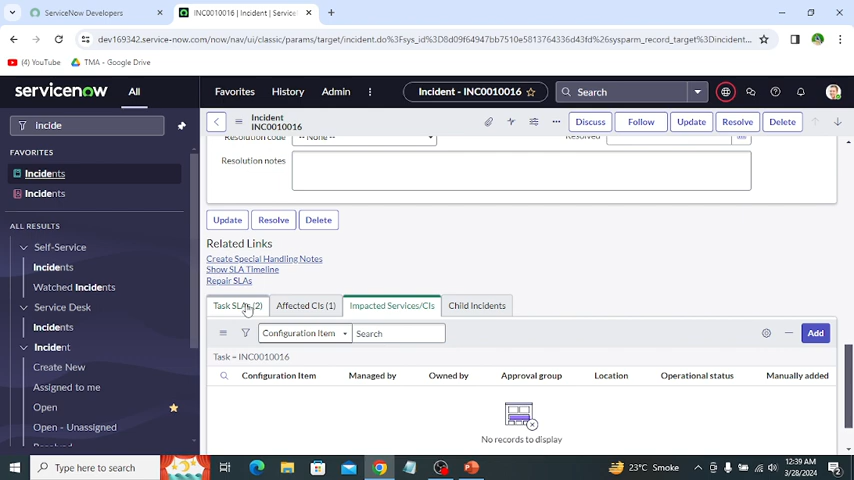 ServiceNow Developers
INC0010016 | Incident | Service
dev169342.service-now.com/now/nav/ui/classic/params/target/incident.do%3Fsys_id%3D8d09f64947bb7510e5813764336d43fd%26sysparm_record_target%3Dincident...
(4) YouTube
TMA - Google Drive
servicenow
All
Favorites
History
Admin
Incident - INC0010016
Search
incide
FAVORITES
Incidents
Incidents
ALL RESULTS
Self-Service
Incidents
Watched Incidents
Service Desk
Incidents
Incident
Create New
Assigned to me
Open
Open - Unassigned
Incident
INC0010016
Discuss
Follow
Update
Resolve
Delete
Resolution code
-- None --
Resolved
Resolution notes
Update
Resolve
Delete
Related Links
Create Special Handling Notes
Show SLA Timeline
Repair SLAs
Task SLAs (2)
Affected CIs (1)
Impacted Services/CIs
Child Incidents
Configuration Item
Search
Add
Task = INC0010016
Configuration Item
Managed by
Owned by
Approval group
Location
Operational status
Manually added
No records to display
Type here to search
23°C Smoke
12:39 AM
3/28/2024
2